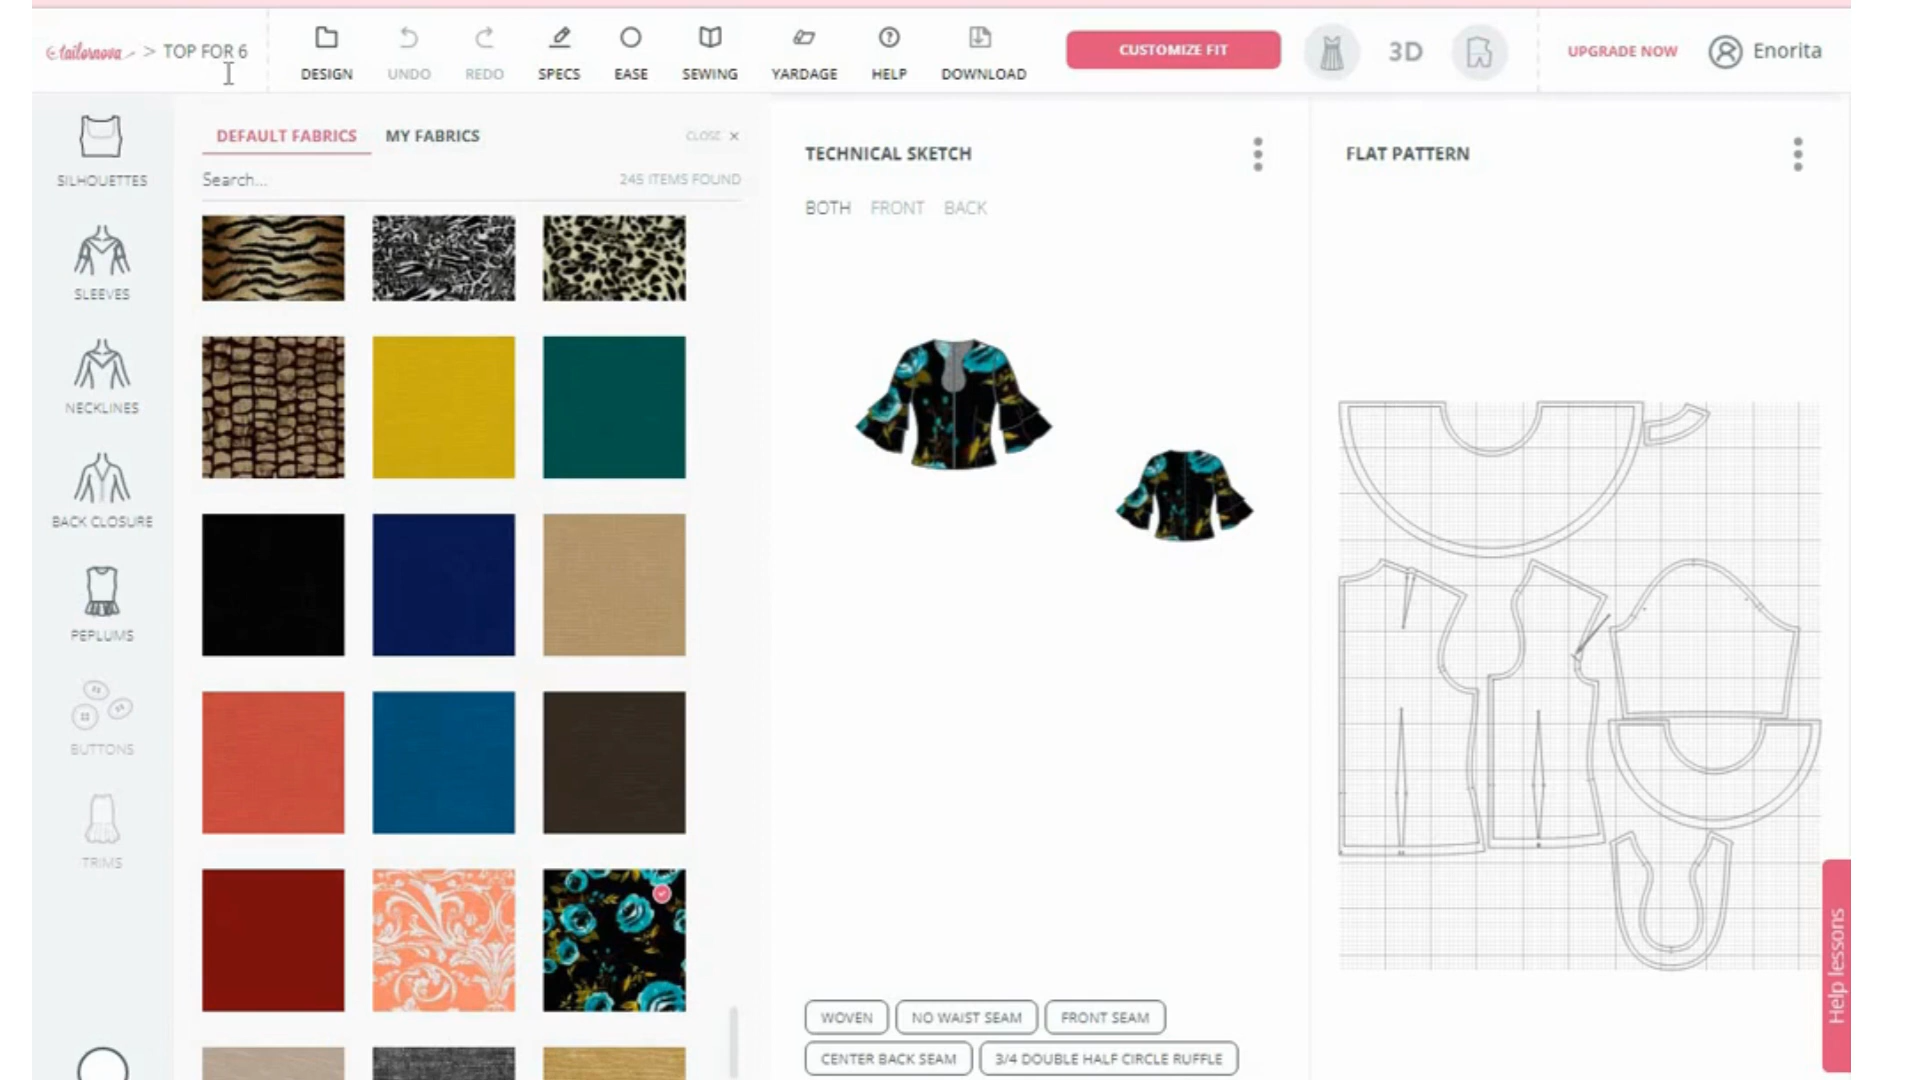 tailornova > TOP FOR 6
DESIGN
UNDO
REDO
SPECS
EASE
SEWING
YARDAGE
HELP
DOWNLOAD
CUSTOMIZE FIT
3D
UPGRADE NOW
Enorita
SILHOUETTES
SLEEVES
NECKLINES
BACK CLOSURE
PEPLUMS
BUTTONS
TRIMS
DEFAULT FABRICS
MY FABRICS
CLOSE ×
Search...
245 ITEMS FOUND
TECHNICAL SKETCH
BOTH FRONT BACK
WOVEN
NO WAIST SEAM
FRONT SEAM
CENTER BACK SEAM
3/4 DOUBLE HALF CIRCLE RUFFLE
FLAT PATTERN
Help lessons